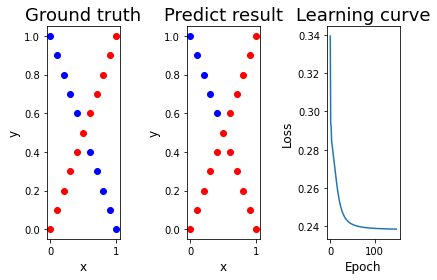 Ground truth
Predict result
Learning curve
1.0
0.8
0.6
0.4
0.2
0.0
y
0
1
x
1.0
0.8
0.6
0.4
0.2
0.0
y
0
1
x
0.34
0.32
0.30
0.28
0.26
0.24
Loss
0
100
Epoch